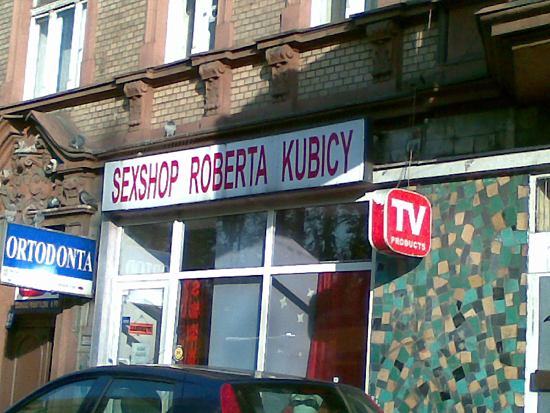 SEXSHOP ROBERTA KUBICY
TV
PRODUCTS
ORTODONTA